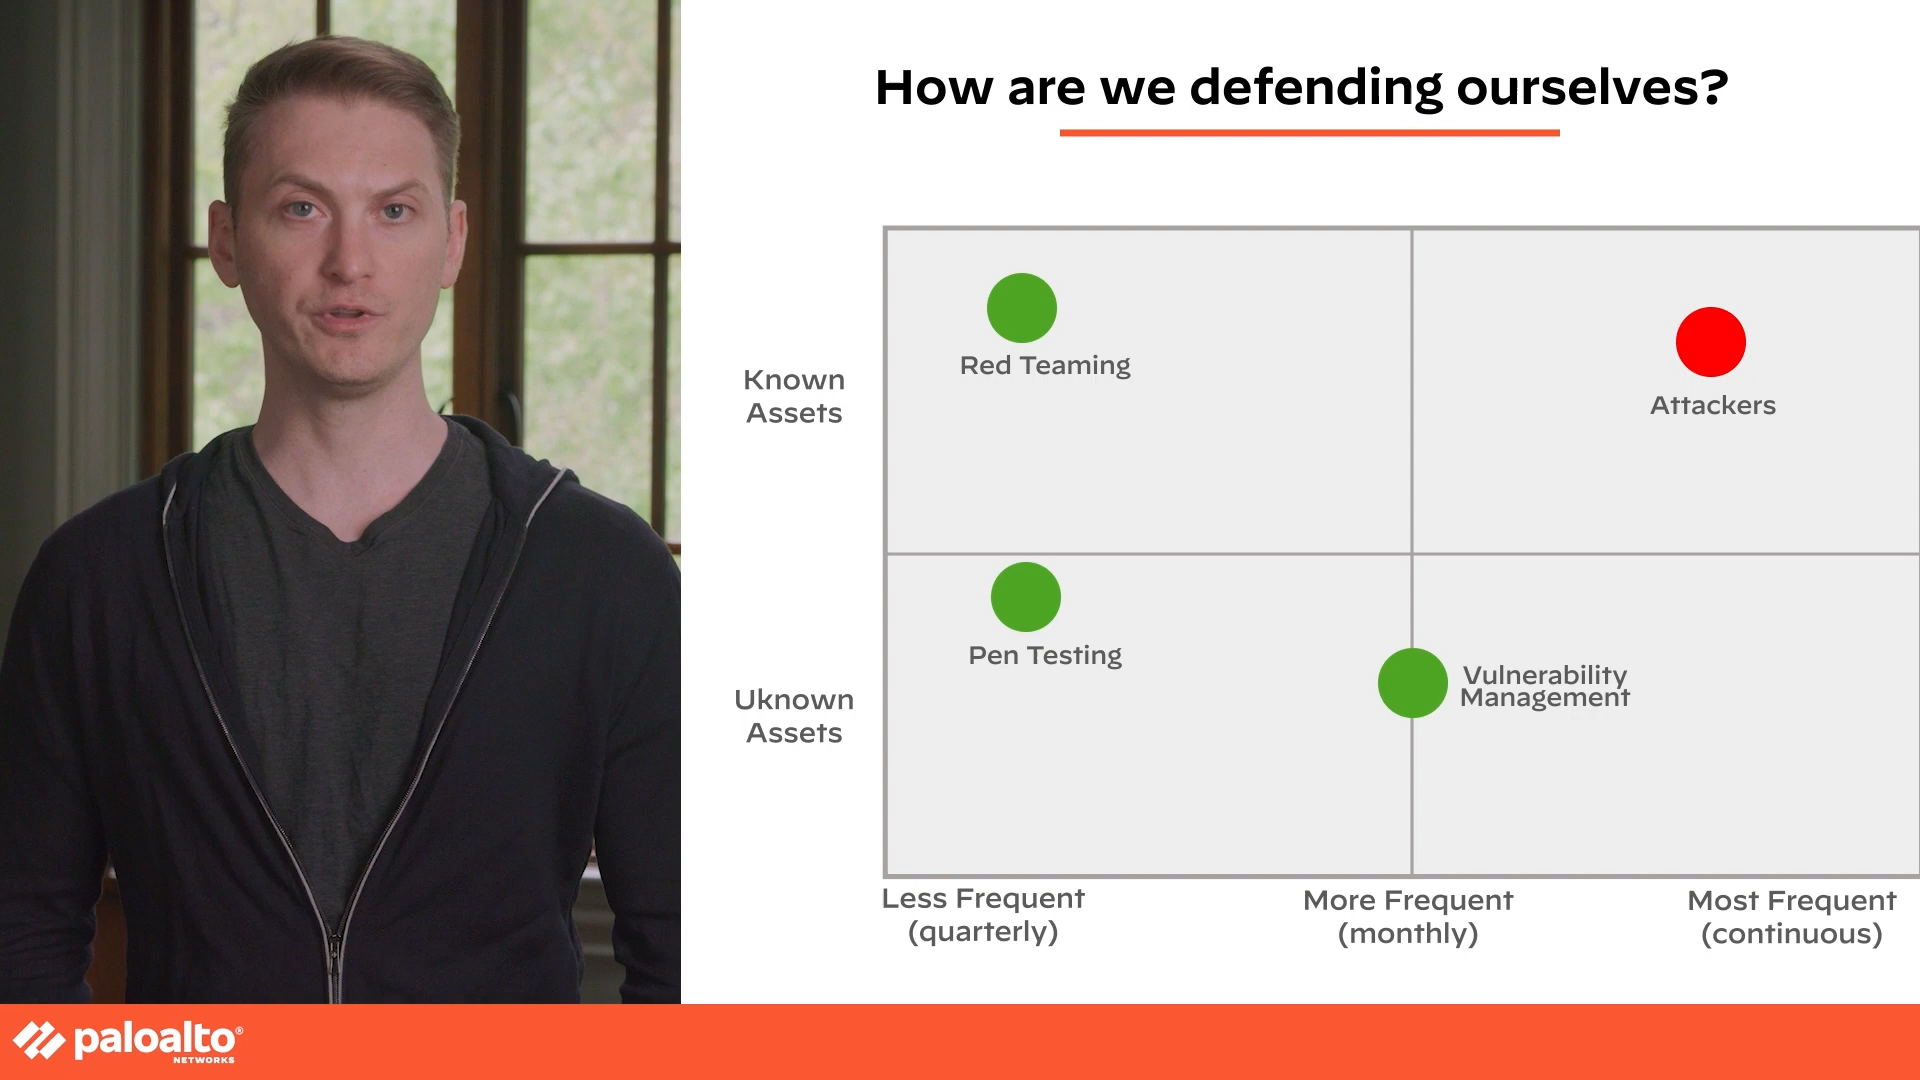 How are we defending ourselves?
Known
Assets
Red Teaming
Attackers
Uknown
Assets
Pen Testing
Vulnerability
Management
Less Frequent
(quarterly)
More Frequent
(monthly)
Most Frequent
(continuous)
paloalto®
NETWORKS